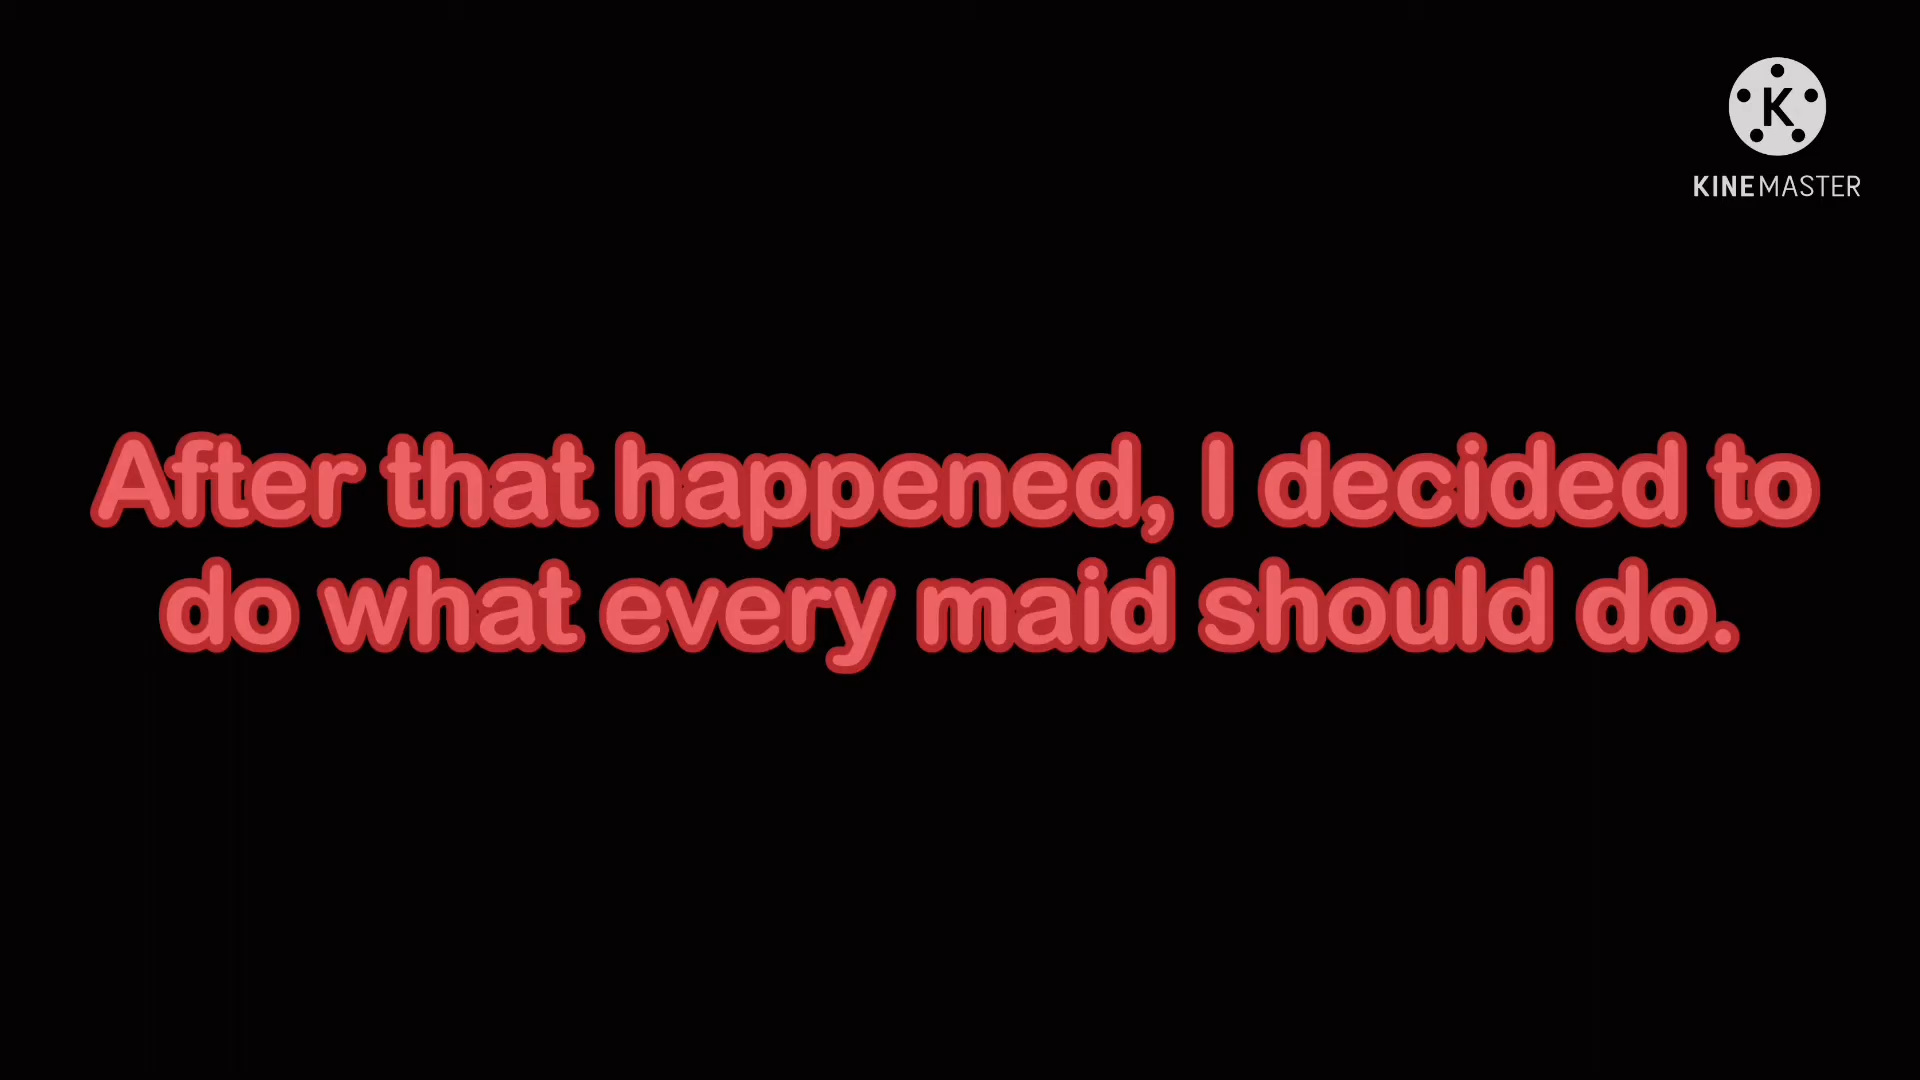 K
KINEMASTER
After that happened, I decided to
do what every maid should do.